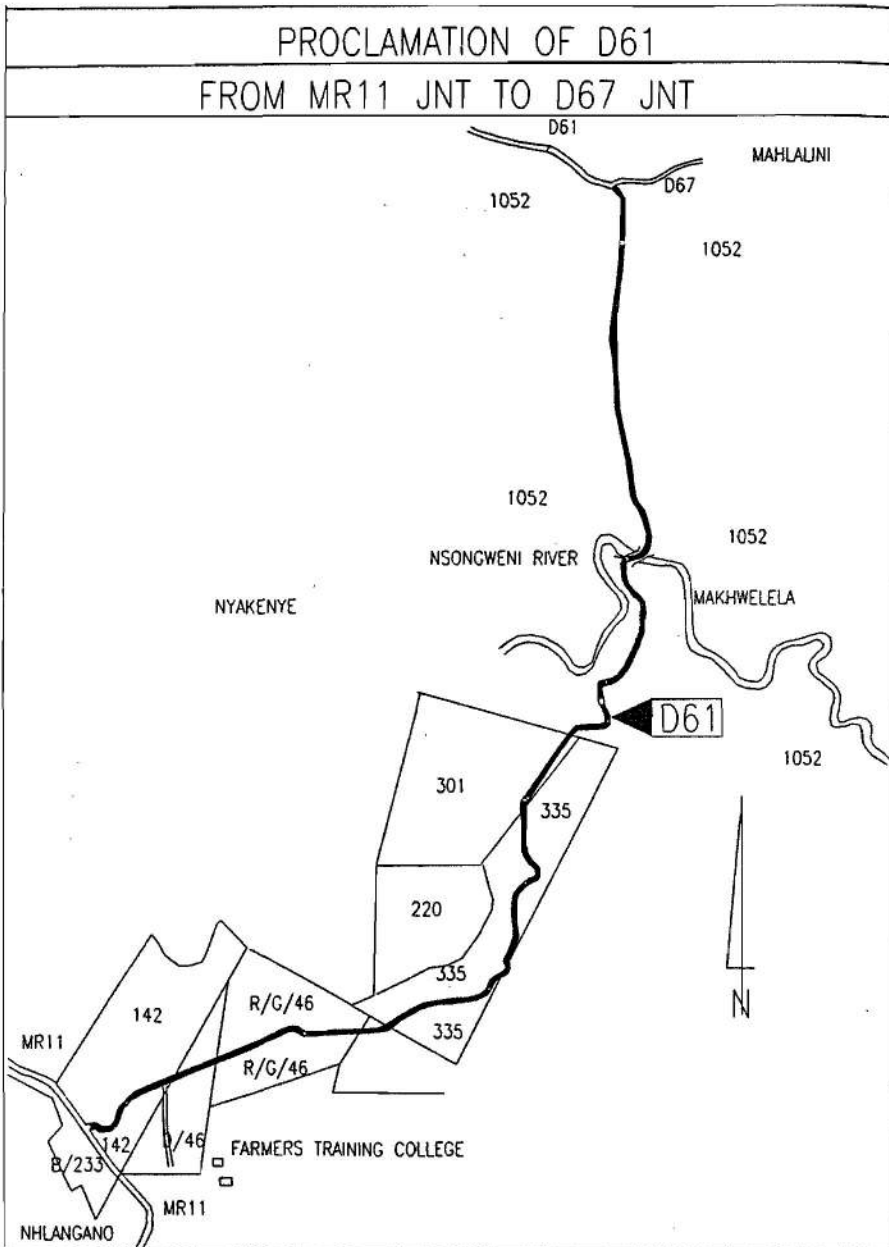 PROCLAMATION OF D61
FROM MR11 JNT TO D67 JNT
D61
MAHLALINI
D67
1052
1052
1052
1052
NSONGWENI RIVER
MAKHWELELA
NYAKENYE
D61
1052
301
335
220
335
R/G/46
142
335
MR11
R/G/46
N
142
/46
FARMERS TRAINING COLLEGE
B/233
MR11
NHLANGANO